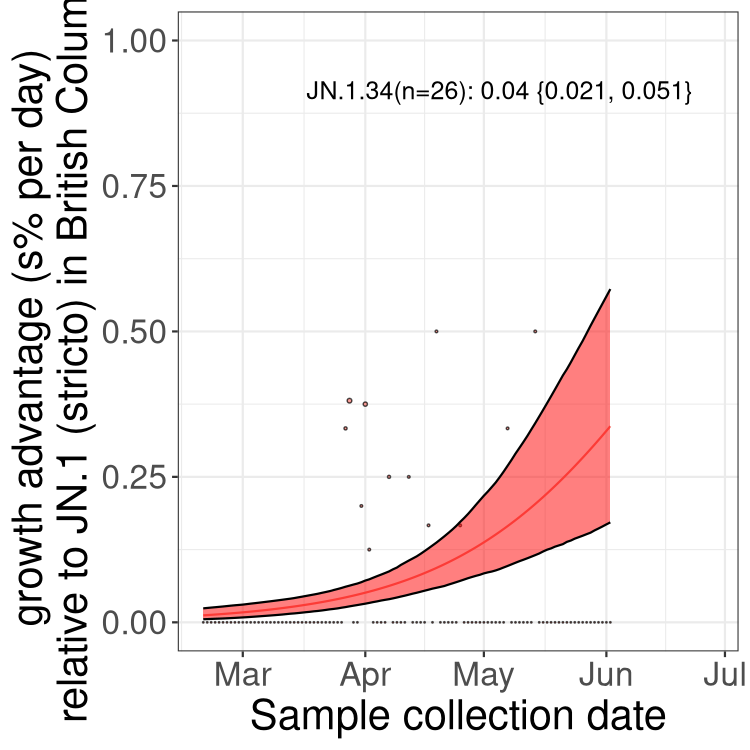 growth advantage (s% per day)
relative to JN.1 (stricto) in British Colum
1.00
0.75
0.50
0.25
0.00
JN.1.34(n=26): 0.04 {0.021, 0.051}
Mar Apr May Jun Jul
Sample collection date